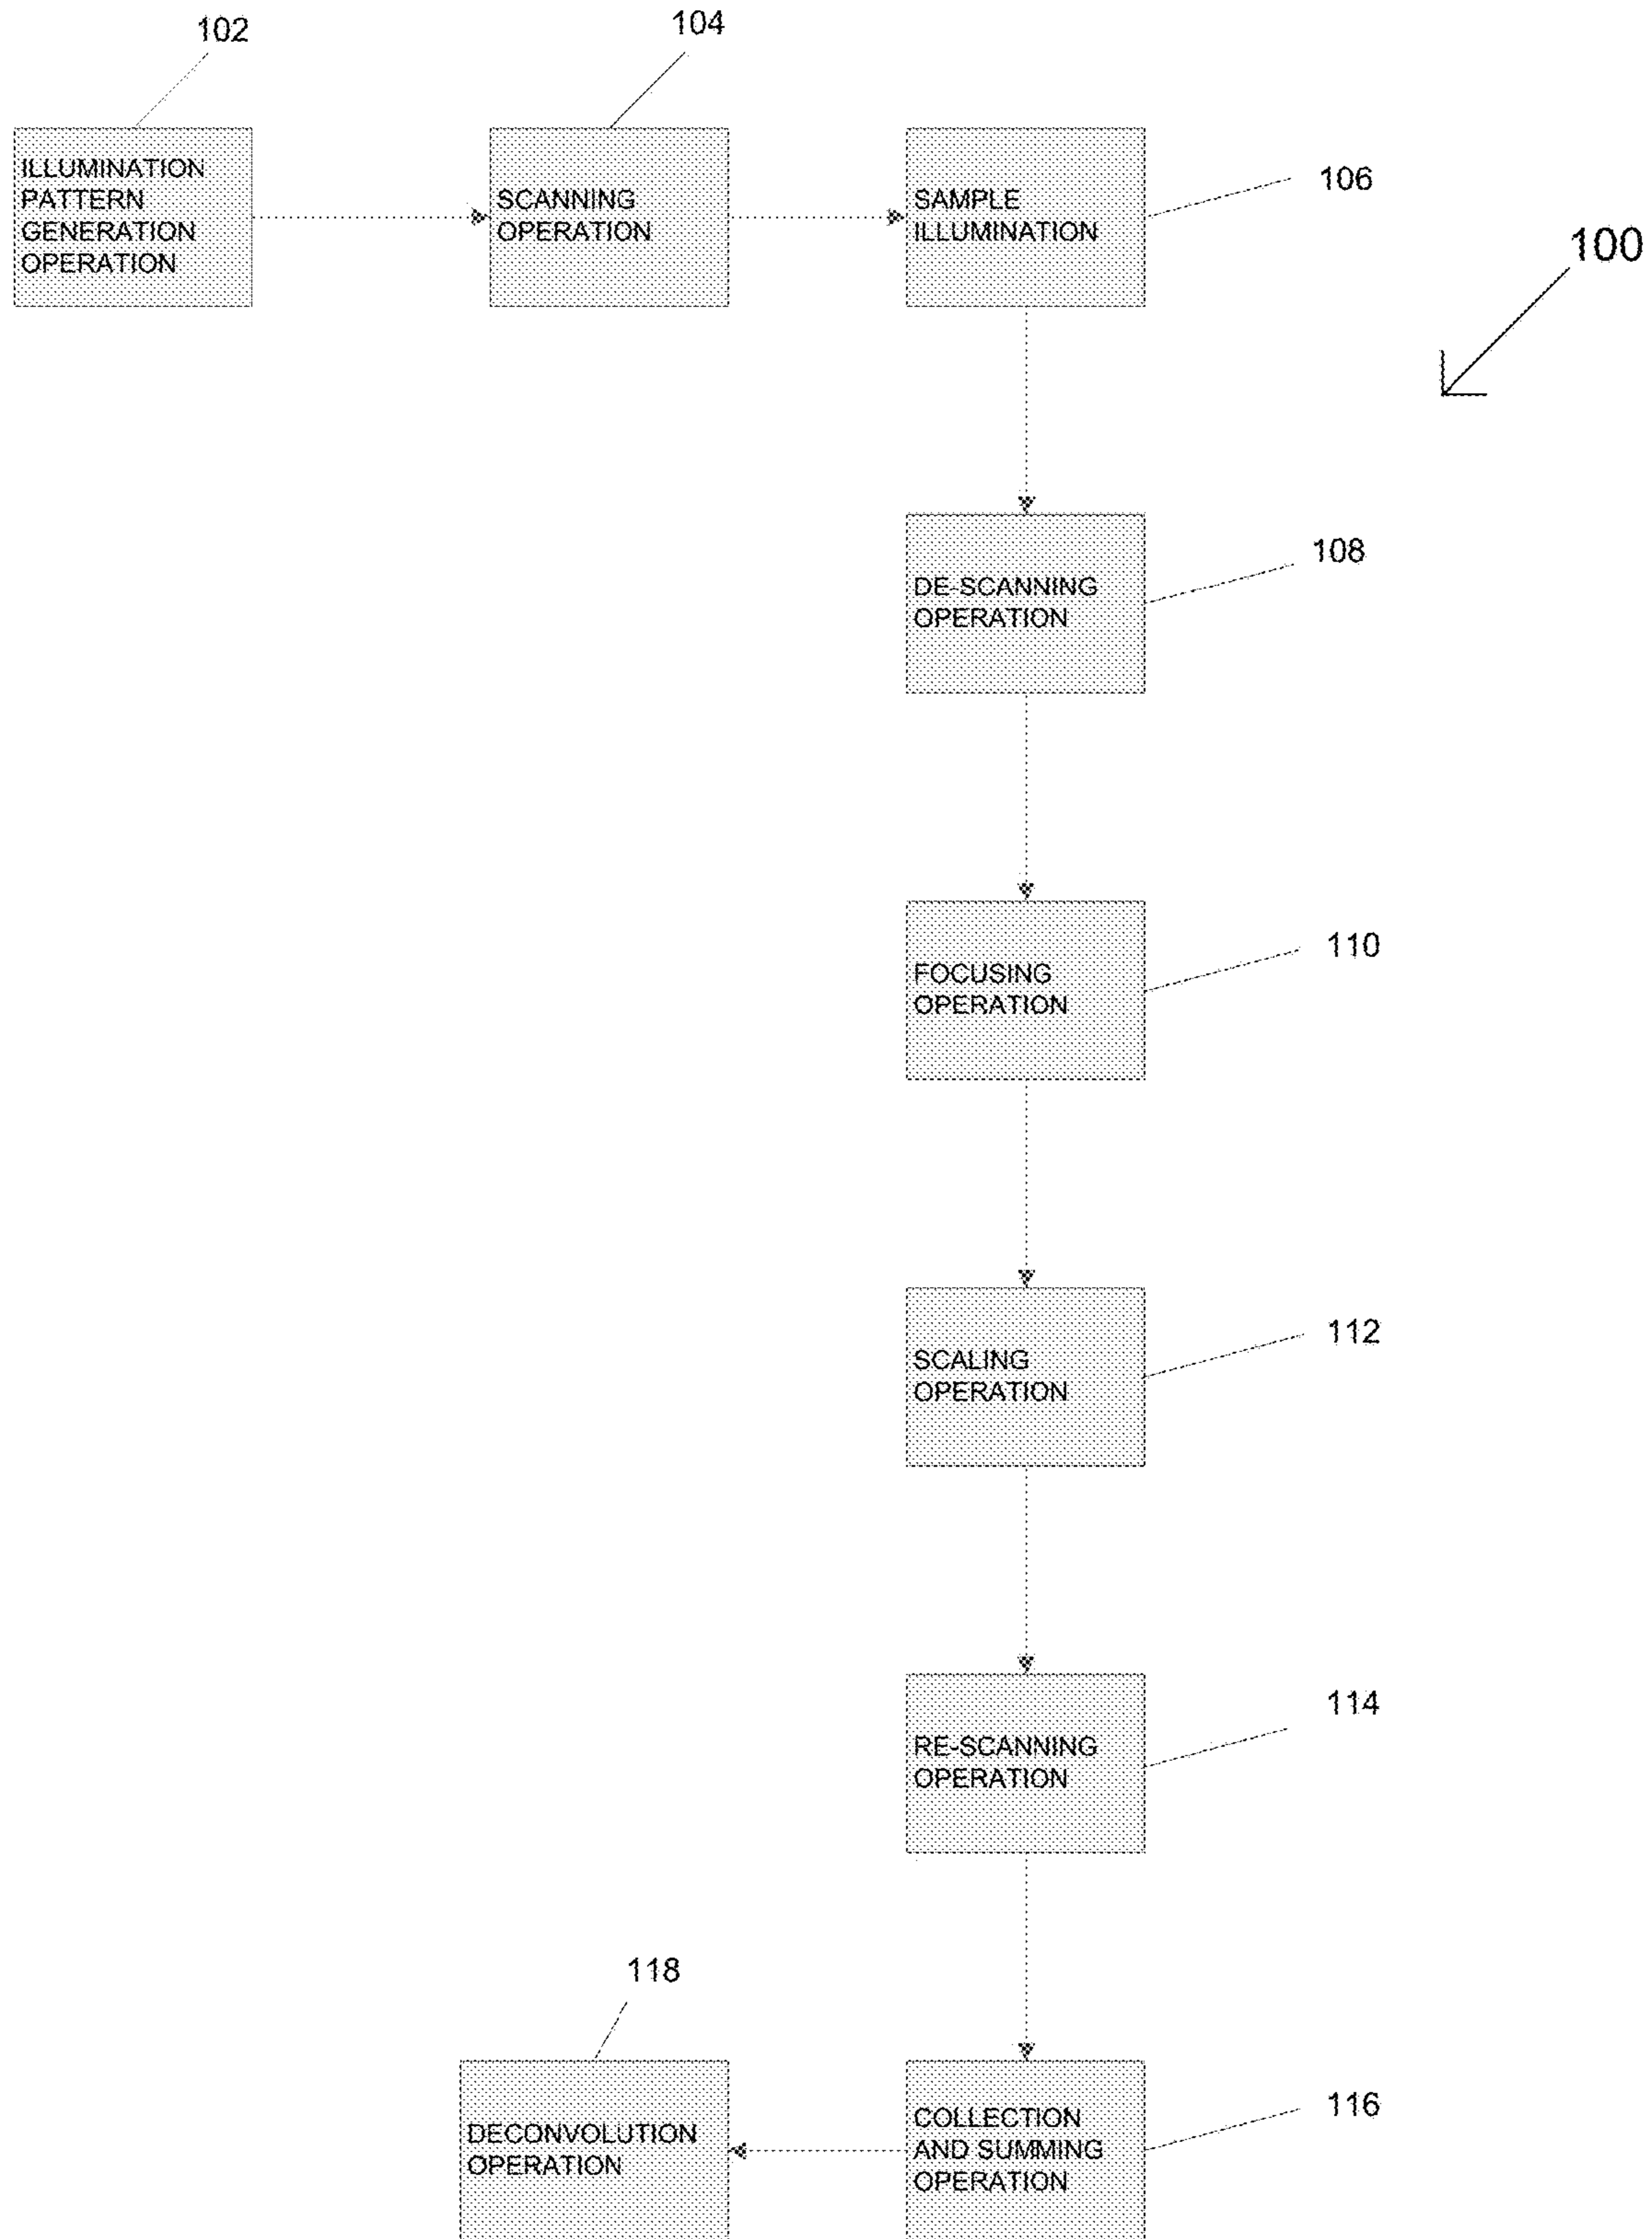 102
104
ILLUMINATION
PATTERN
GENERATION
OPERATION
SCANNING
OPERATION
SAMPLE
ILLUMINATION
106
100
DE-SCANNING
OPERATION
108
FOCUSING
OPERATION
110
SCALING
OPERATION
112
RE-SCANNING
OPERATION
114
COLLECTION
AND SUMMING
OPERATION
116
118
DECONVOLUTION
OPERATION